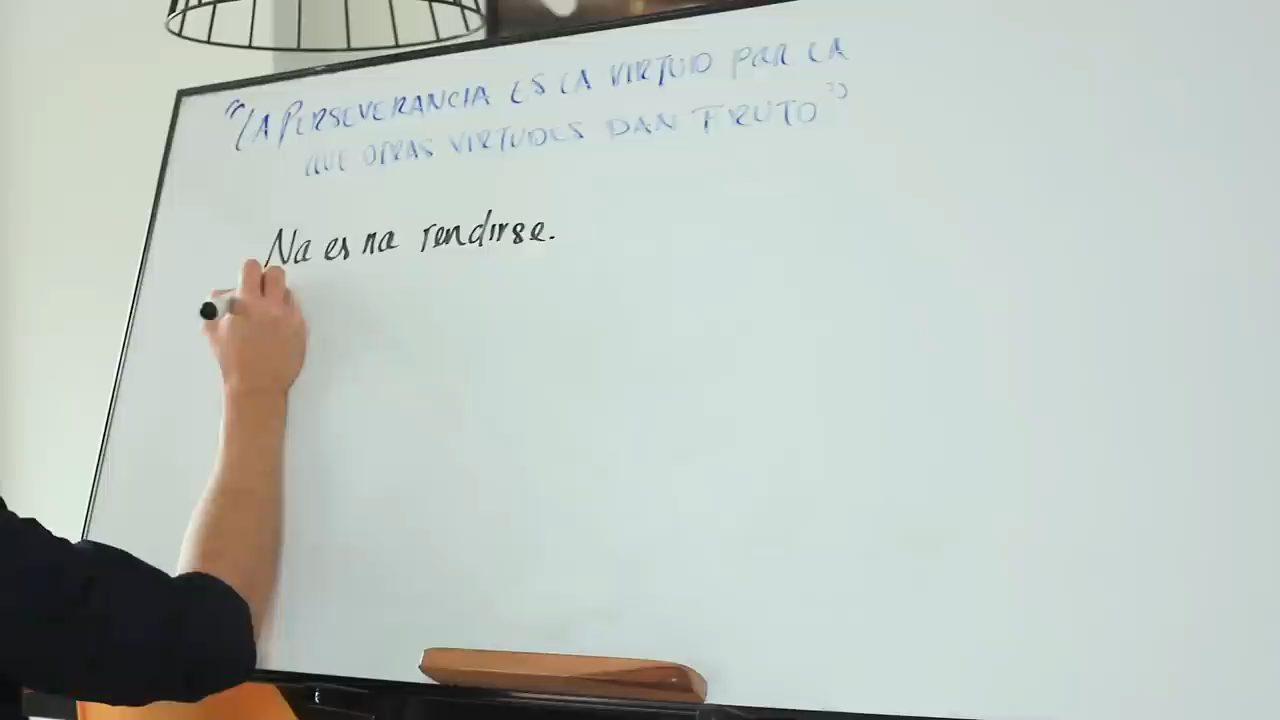 "LA PERSEVERANCIA ES LA VIRTUD POR LA
QUE OTRAS VIRTUDES DAN FRUTO"
No es no rendirse.